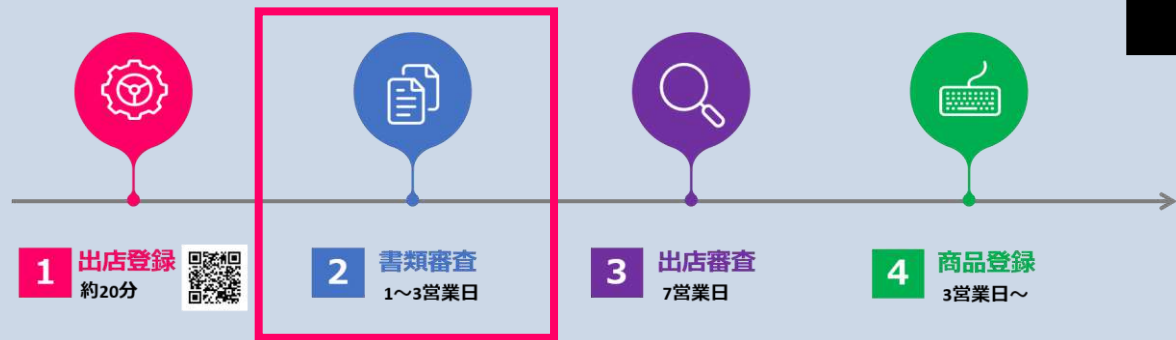 1 出店登録
約20分
2 書類審査
1～3営業日
3 出店審査
7営業日
4 商品登録
3営業日～